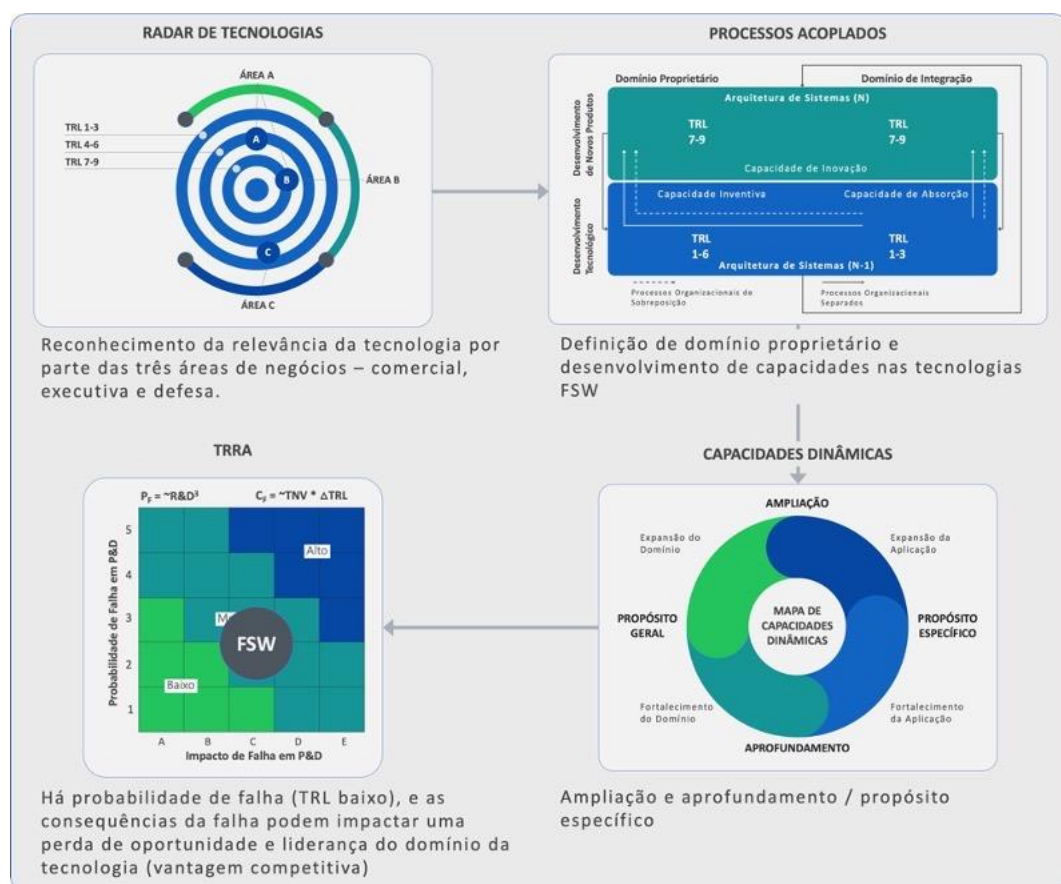 RADAR DE TECNOLOGIAS
ÁREA A
TRL 1-3
TRL 4-6
TRL 7-9
A
B
ÁREA B
C
ÁREA C
Reconhecimento da relevância da tecnologia por
parte das três áreas de negócios – comercial,
executiva e defesa.
PROCESSOS ACOPLADOS
Domínio Proprietário
Domínio de Integração
Desenvolvimento
de Novos Produtos
Arquitetura de Sistemas (N)
TRL
7-9
TRL
7-9
Capacidade de Inovação
Desenvolvimento
Tecnológico
Capacidade Inventiva
Capacidade de Absorção
TRL
1-6
TRL
1-3
Arquitetura de Sistemas (N-1)
Processos Organizacionais de
Sobreposição
Processos Organizacionais
Separados
Definição de domínio proprietário e
desenvolvimento de capacidades nas tecnologias
FSW
TRRA
P_F = ~R&D³
C_F = ~TNV * ΔTRL
Probabilidade de Falha em P&D
5
4
3
2
1
Alto
FSW
Baixo
A
B
C
D
E
Impacto de Falha em P&D
Há probabilidade de falha (TRL baixo), e as
consequências da falha podem impactar uma
perda de oportunidade e liderança do domínio da
tecnologia (vantagem competitiva)
CAPACIDADES DINÂMICAS
AMPLIAÇÃO
Expansão do
Domínio
Expansão da
Aplicação
PROPÓSITO
GERAL
MAPA DE
CAPACIDADES
DINÂMICAS
PROPÓSITO
ESPECÍFICO
Fortalecimento
do Domínio
Fortalecimento
da Aplicação
APROFUNDAMENTO
Ampliação e aprofundamento / propósito
específico